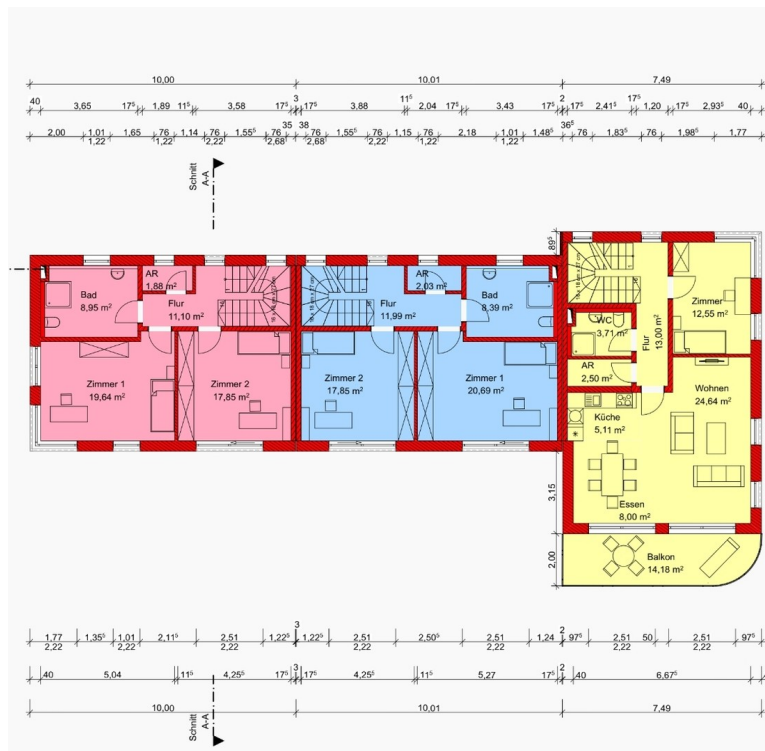 10,00 10,01 7,49
3 2
40 3,65 17⁵ 1,89 11⁵ 3,58 17⁵ 17⁵ 3,88 11⁵ 2,04 17⁵ 3,43 17⁵ 17⁵ 2,41⁵ 17⁵ 1,20 17⁵ 2,93⁵ 40
35 38 36⁵
2,00 1,01 1,65 76 1,14 76 1,55⁵ 76 76 1,55⁵ 76 1,15 76 2,18 1,01 1,48⁵ 76 1,83⁵ 76 1,98⁵ 1,77
1,22 1,22 2,22 2,68⁵ 2,68 2,22 1,22 1,22
Schnitt
A-A
89⁵
AR
1,88 m²
Bad
8,95 m²
Flur
11,10 m²
AR
2,03 m²
Flur
11,99 m²
Bad
8,39 m²
Zimmer
12,55 m²
WC
3,71 m²
Flur
13,00 m²
AR
2,50 m²
Zimmer 1
19,64 m²
Zimmer 2
17,85 m²
Zimmer 2
17,85 m²
Zimmer 1
20,69 m²
Wohnen
24,64 m²
Küche
5,11 m²
Essen
8,00 m²
3,15
Balkon
14,18 m²
2,00
3 2
1,77 1,35⁵ 1,01 2,11⁵ 2,51 1,22⁵ 1,22⁵ 2,51 2,50⁵ 2,51 1,24 97⁵ 2,51 50 2,51 97⁵
2,22 2,22 2,22 2,22 2,22 2,22 2,22
3 2
40 5,04 11⁵ 4,25⁵ 17⁵ 17⁵ 4,25⁵ 11⁵ 5,27 17⁵ 40 6,67⁵
10,00 10,01 7,49
Schnitt
A-A